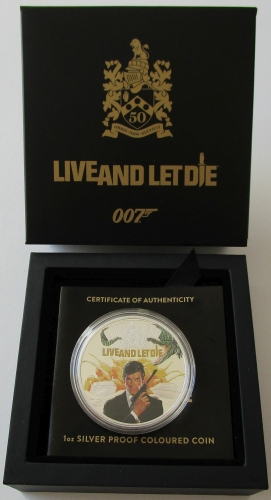 50
LIVE AND LET DIE
007
CERTIFICATE OF AUTHENTICITY
LIVE AND LET DIE
1oz SILVER PROOF COLOURED COIN